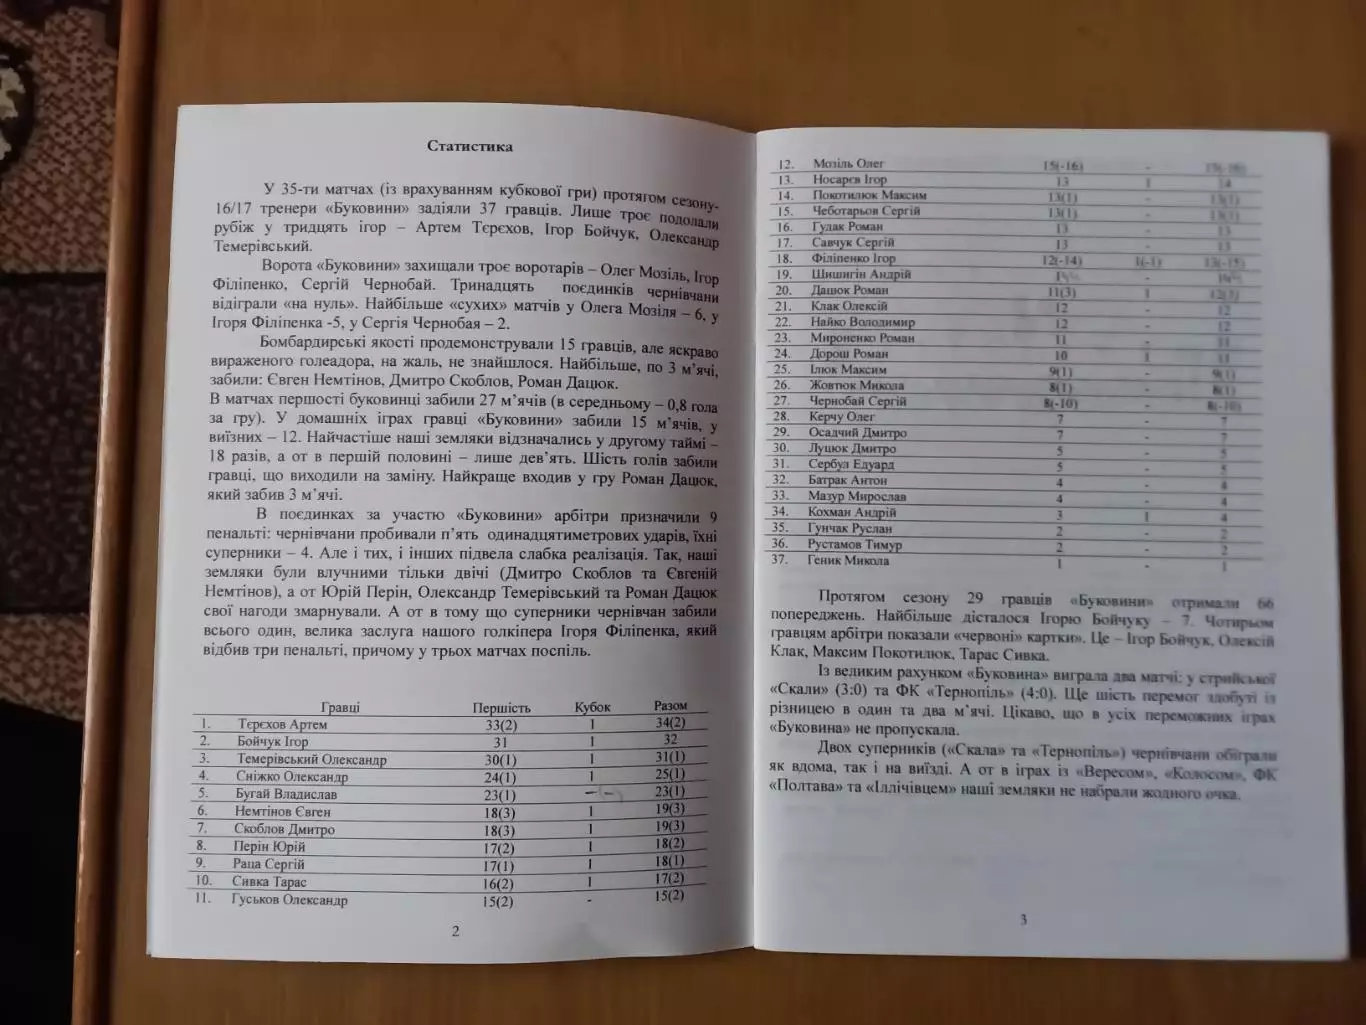 Статистика
У 35-ти матчах (із врахуванням кубкової гри) протягом сезону-
16/17 тренери «Буковини» задіяли 37 гравців. Лише троє подолали
рубіж у тридцять ігор – Артем Тєрєхов, Ігор Бойчук, Олександр
Темерівський.
Ворота «Буковини» захищали троє воротарів – Олег Мозіль, Ігор
Філіпенко, Сергій Чернобай. Тринадцять поєдинків чернівчани
відіграли «на нуль». Найбільше «сухих» матчів у Олега Мозіля – 6, у
Ігоря Філіпенка -5, у Сергія Чернобая – 2.
Бомбардирські якості продемонстрували 15 гравців, але яскраво
вираженого голеадора, на жаль, не знайшлося. Найбільше, по 3 м’ячі,
забили: Євген Немтінов, Дмитро Скоблов, Роман Дацюк.
В матчах першості буковинці забили 27 м’ячів (в середньому – 0,8 гола
за гру). У домашніх іграх гравці «Буковини» забили 15 м’ячів, у
виїзних – 12. Найчастіше наші земляки відзначались у другому таймі –
18 разів, а от в першій половині – лише дев’ять. Шість голів забили
гравці, що виходили на заміну. Найкраще входив у гру Роман Дацюк,
який забив 3 м’ячі.
В поєдинках за участю «Буковини» арбітри призначили 9
пенальті: чернівчани пробивали п’ять одинадцятиметрових ударів, їхні
суперники – 4. Але і тих, і інших підвела слабка реалізація. Так, наші
земляки були влучними тільки двічі (Дмитро Скоблов та Євгеній
Немтінов), а от Юрій Перін, Олександр Темерівський та Роман Дацюк
свої нагоди змарнували. А от в тому що суперники чернівчан забили
всього один, велика заслуга нашого голкіпера Ігоря Філіпенка, який
відбив три пенальті, причому у трьох матчах поспіль.
Гравці Першість Кубок Разом
1. Тєрєхов Артем 33(2) 1 34(2)
2. Бойчук Ігор 31 1 32
3. Темерівський Олександр 30(1) 1 31(1)
4. Сніжко Олександр 24(1) 1 25(1)
5. Бугай Владислав 23(1) - 23(1)
6. Немтінов Євген 18(3) 1 19(3)
7. Скоблов Дмитро 18(3) 1 19(3)
8. Перін Юрій 17(2) 1 18(2)
9. Раца Сергій 17(1) 1 18(1)
10. Сивка Тарас 16(2) 1 17(2)
11. Гуськов Олександр 15(2) - 15(2)
2
12. Мозіль Олег 15(-16) - 15(-16)
13. Носарєв Ігор 13 1 14
14. Покотилюк Максим 13(1) - 13(1)
15. Чеботарьов Сергій 13(1) - 13(1)
16. Гудак Роман 13 - 13
17. Савчук Сергій 13 - 13
18. Філіпенко Ігор 12(-14) 1(-1) 13(-15)
19. Шишигін Андрій -
20. Дацюк Роман 11(3) 1 12(3)
21. Клак Олексій 12 - 12
22. Найко Володимир 12 - 12
23. Мироненко Роман 11 - 11
24. Дорош Роман 10 1 11
25. Ілюк Максим 9(1) - 9(1)
26. Жовтюк Микола 8(1) - 8(1)
27. Чернобай Сергій 8(-10) - 8(-10)
28. Керчу Олег 7 - 7
29. Осадчий Дмитро 7 - 7
30. Луцюк Дмитро 5 - 5
31. Сербул Едуард 5 - 5
32. Батрак Антон 4 - 4
33. Мазур Мирослав 4 - 4
34. Кохман Андрій 3 1 4
35. Гунчак Руслан 2 - 2
36. Рустамов Тимур 2 - 2
37. Геник Микола 1 - 1
Протягом сезону 29 гравців «Буковини» отримали 66
попереджень. Найбільше дісталося Ігорю Бойчуку – 7. Чотирьом
гравцям арбітри показали «червоні» картки». Це – Ігор Бойчук, Олексій
Клак, Максим Покотилюк, Тарас Сивка.
Із великим рахунком «Буковина» виграла два матчі: у стрийської
«Скали» (3:0) та ФК «Тернопіль» (4:0). Ще шість перемог здобуті із
різницею в один та два м’ячі. Цікаво, що в усіх переможних іграх
«Буковина» не пропускала.
Двох суперників («Скала» та «Тернопіль») чернівчани обіграли
як вдома, так і на виїзді. А от в іграх із «Вересом», «Колосом», ФК
«Полтава» та «Іллічівцем» наші земляки не набрали жодного очка.
3